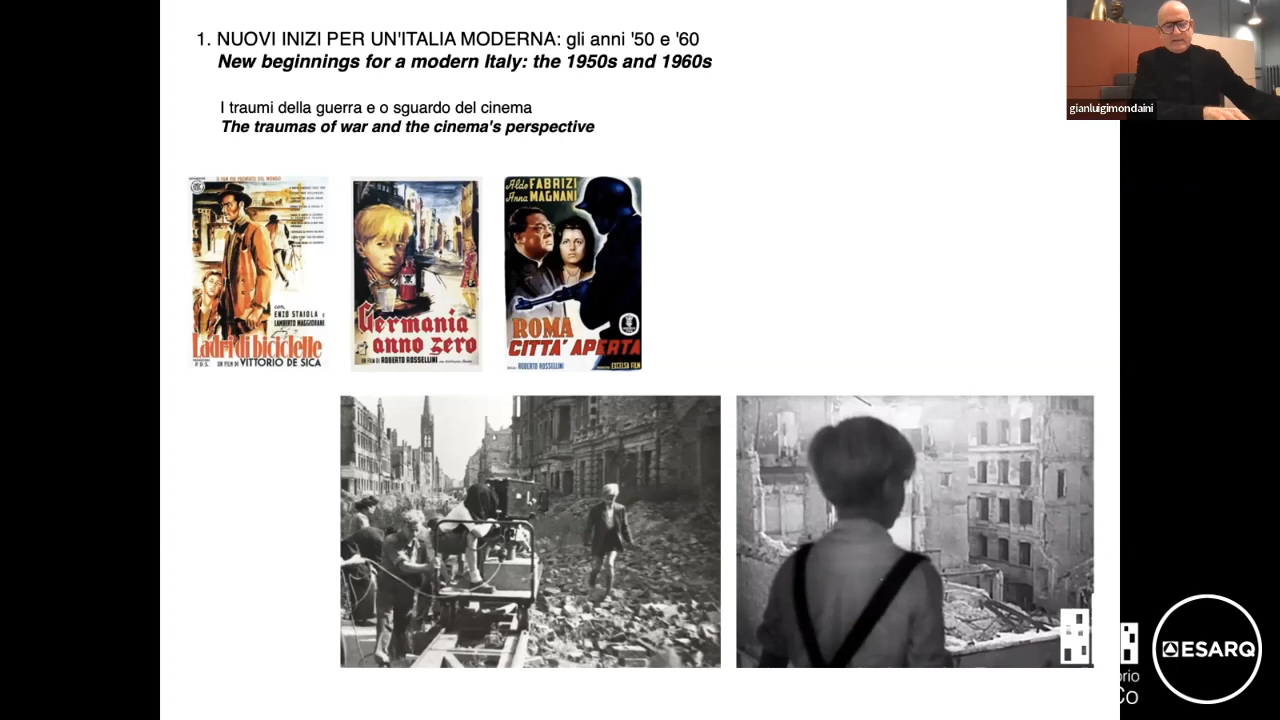 1. NUOVI INIZI PER UN'ITALIA MODERNA: gli anni '50 e '60
New beginnings for a modern Italy: the 1950s and 1960s
I traumi della guerra e o sguardo del cinema
The traumas of war and the cinema's perspective
gianluigimondaini
con
ENZO STAIOLA e
LAMBERTO MAGGIORANI
Ladri di biciclette
UN FILM DI VITTORIO DE SICA
Germania
anno zero
UN FILM DI ROBERTO ROSSELLINI
Aldo FABRIZI
Anna MAGNANI
ROMA
CITTA' APERTA
ROBERTO ROSSELLINI
EXCELSA FILM
ESARQ
orio
Co